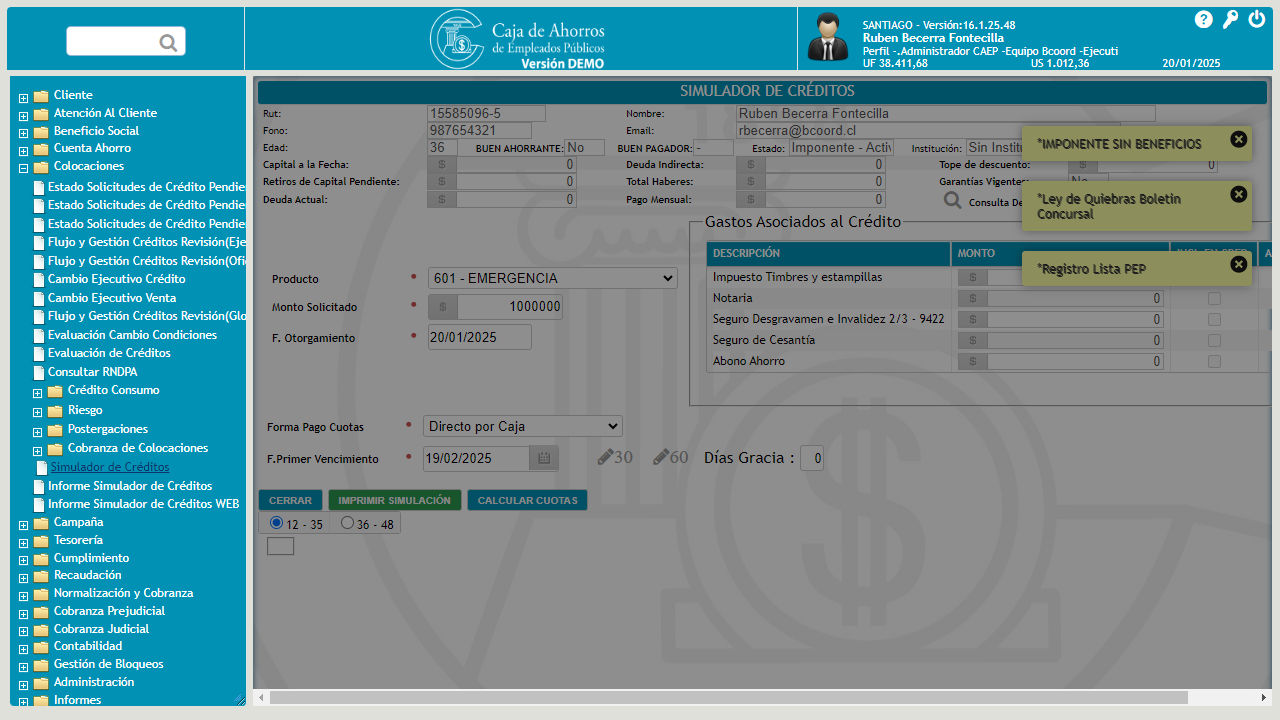 Caja de Ahorros
de Empleados Públicos
Versión DEMO
SANTIAGO - Versión:16.1.25.48
Ruben Becerra Fontecilla
Perfil -.Administrador CAEP -Equipo Bcoord -Ejecuti
UF 38.411,68 US 1.012,36 20/01/2025
Cliente
Atención Al Cliente
Beneficio Social
Cuenta Ahorro
Colocaciones
Estado Solicitudes de Crédito Pendie
Estado Solicitudes de Crédito Pendie
Estado Solicitudes de Crédito Pendie
Flujo y Gestión Créditos Revisión(Eje
Flujo y Gestión Créditos Revisión(Ofi
Cambio Ejecutivo Crédito
Cambio Ejecutivo Venta
Flujo y Gestión Créditos Revisión(Glo
Evaluación Cambio Condiciones
Evaluación de Créditos
Consultar RNDPA
Crédito Consumo
Riesgo
Postergaciones
Cobranza de Colocaciones
Simulador de Créditos
Informe Simulador de Créditos
Informe Simulador de Créditos WEB
Campaña
Tesorería
Cumplimiento
Recaudación
Normalización y Cobranza
Cobranza Prejudicial
Cobranza Judicial
Contabilidad
Gestión de Bloqueos
Administración
Informes
SIMULADOR DE CRÉDITOS
Rut: 15585096-5 Nombre: Ruben Becerra Fontecilla
Fono: 987654321 Email: rbecerra@bcoord.cl
Edad: 36 BUEN AHORRANTE: No BUEN PAGADOR: - Estado: Imponente - Activ Institución: Sin Instit
Capital a la Fecha: $ 0 Deuda Indirecta: $ 0 Tope de descuento: $ 0
Retiros de Capital Pendiente: $ 0 Total Haberes: $ 0 Garantías Vigentes: No
Deuda Actual: $ 0 Pago Mensual: $ 0 Consulta De
*IMPONENTE SIN BENEFICIOS
*Ley de Quiebras Boletin
Concursal
*Registro Lista PEP
Gastos Asociados al Crédito
DESCRIPCIÓN MONTO
Impuesto Timbres y estampillas $
Notaria $ 0
Seguro Desgravamen e Invalidez 2/3 - 9422 $ 0
Seguro de Cesantía $ 0
Abono Ahorro $ 0
Producto * 601 - EMERGENCIA
Monto Solicitado * $ 1000000
F. Otorgamiento * 20/01/2025
Forma Pago Cuotas * Directo por Caja
F.Primer Vencimiento * 19/02/2025 30 60 Días Gracia : 0
CERRAR IMPRIMIR SIMULACIÓN CALCULAR CUOTAS
12 - 35 36 - 48